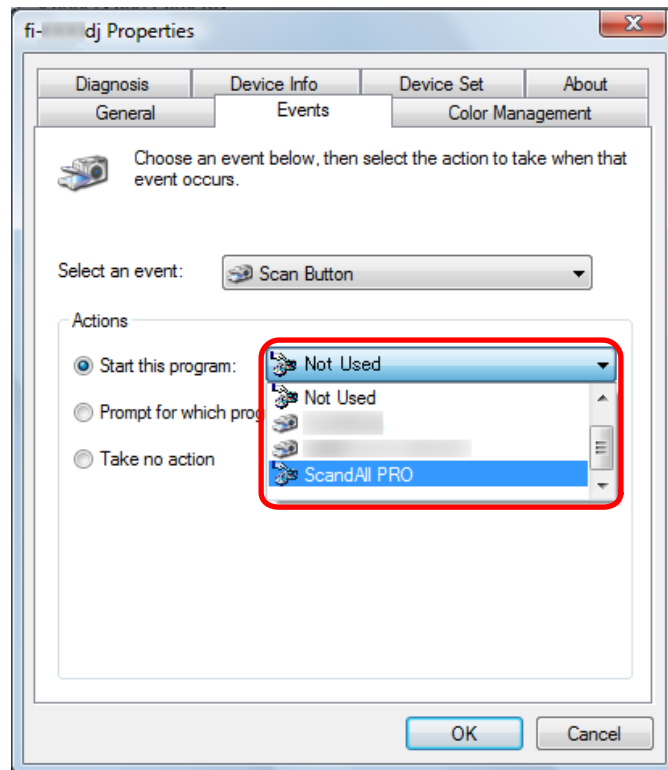 fi- dj Properties
Diagnosis Device Info Device Set About
General Events Color Management
Choose an event below, then select the action to take when that
event occurs.
Select an event: Scan Button
Actions
Start this program: Not Used
Not Used
Prompt for which prog
ScandAll PRO
Take no action
OK Cancel